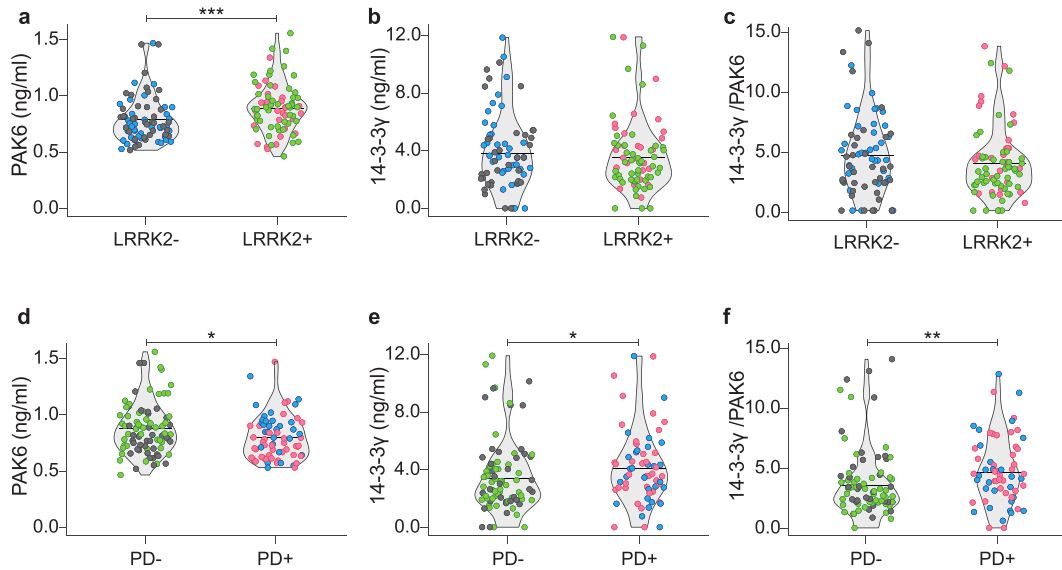 a
***
PAK6 (ng/ml)
1.5
1.0
0.5
0.0
LRRK2-
LRRK2+
b
14-3-3γ (ng/ml)
12.0
8.0
4.0
0.0
LRRK2-
LRRK2+
c
14-3-3γ /PAK6
15.0
10.0
5.0
0.0
LRRK2-
LRRK2+
d
*
PAK6 (ng/ml)
1.5
1.0
0.5
0.0
PD-
PD+
e
*
14-3-3γ (ng/ml)
12.0
8.0
4.0
0.0
PD-
PD+
f
**
14-3-3γ /PAK6
15.0
10.0
5.0
0.0
PD-
PD+